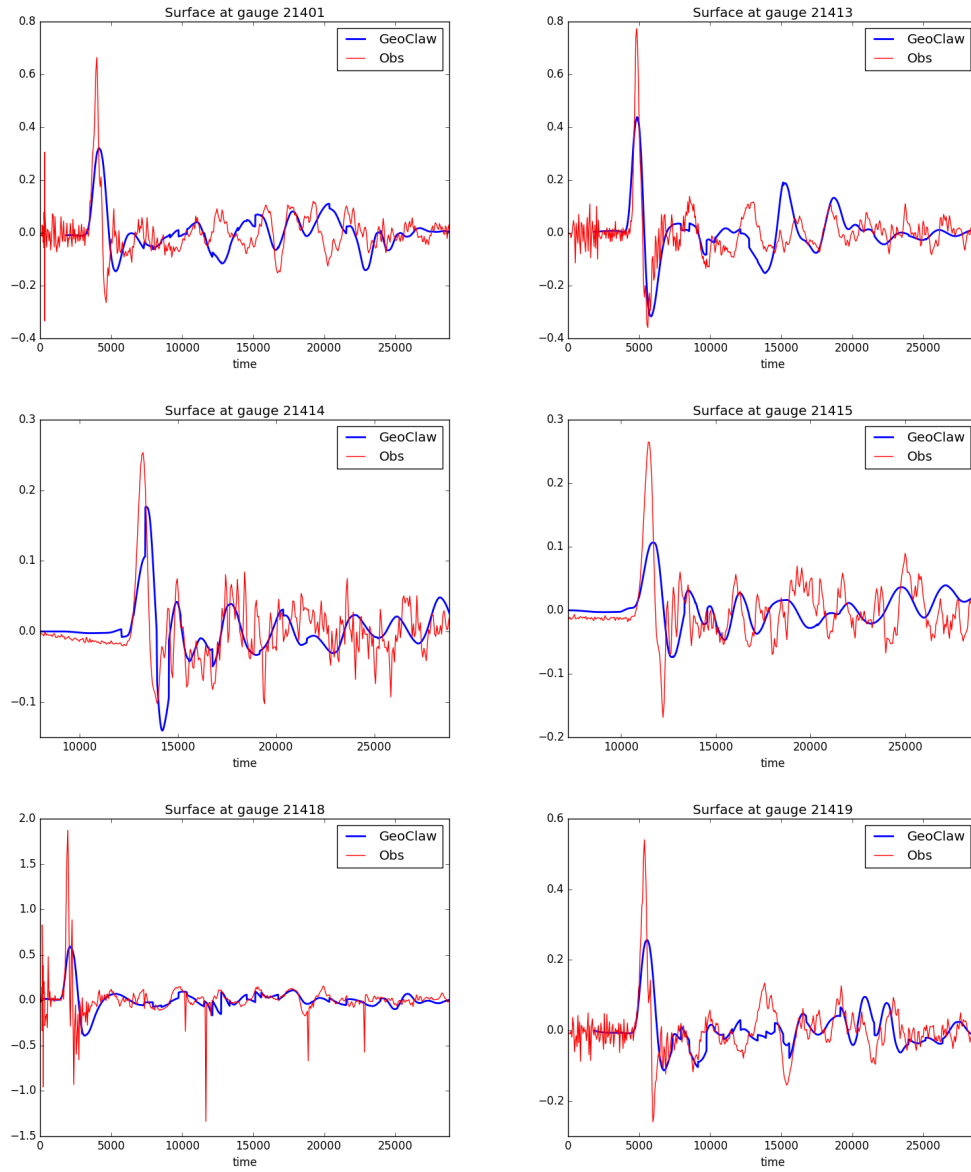 Surface at gauge 21401
GeoClaw
Obs
0.8
0.6
0.4
0.2
0.0
−0.2
−0.4
0 5000 10000 15000 20000 25000
time
Surface at gauge 21413
GeoClaw
Obs
0.8
0.6
0.4
0.2
0.0
−0.2
−0.4
0 5000 10000 15000 20000 25000
time
Surface at gauge 21414
GeoClaw
Obs
0.3
0.2
0.1
0.0
−0.1
10000 15000 20000 25000
time
Surface at gauge 21415
GeoClaw
Obs
0.3
0.2
0.1
0.0
−0.1
−0.2
10000 15000 20000 25000
time
Surface at gauge 21418
GeoClaw
Obs
2.0
1.5
1.0
0.5
0.0
−0.5
−1.0
−1.5
0 5000 10000 15000 20000 25000
time
Surface at gauge 21419
GeoClaw
Obs
0.6
0.4
0.2
0.0
−0.2
0 5000 10000 15000 20000 25000
time